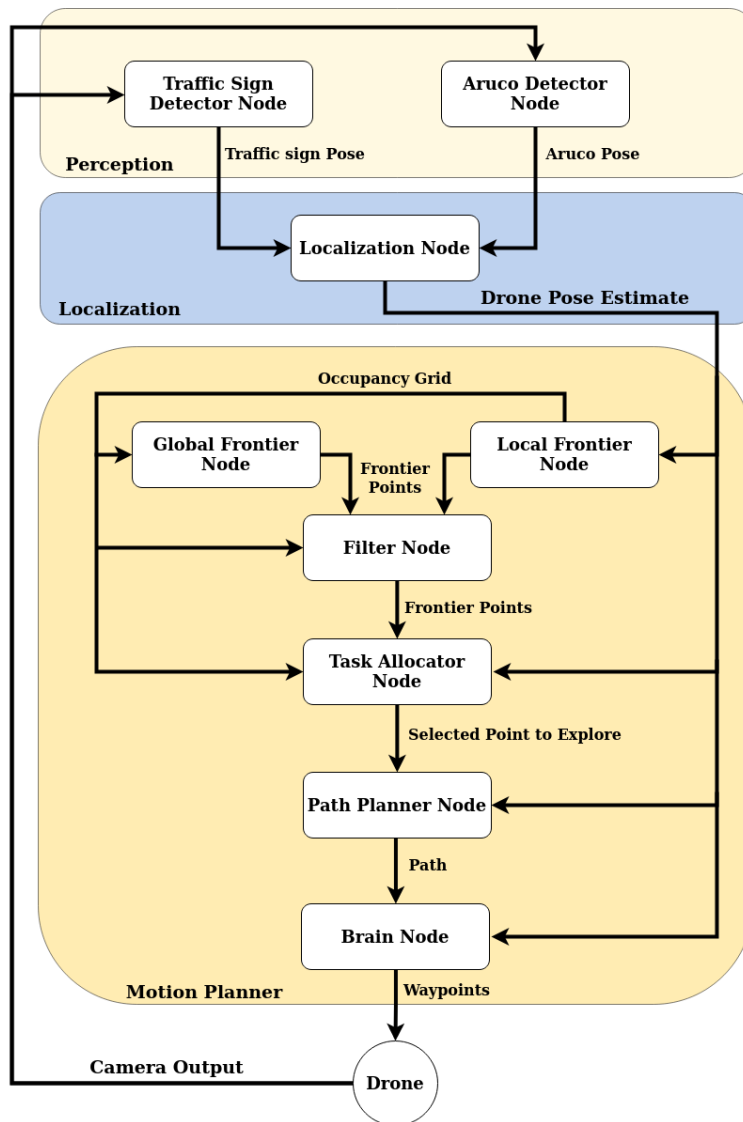 Traffic Sign
Detector Node
Aruco Detector
Node
Traffic sign Pose
Aruco Pose
Perception
Localization Node
Drone Pose Estimate
Localization
Occupancy Grid
Global Frontier
Node
Local Frontier
Node
Frontier
Points
Filter Node
Frontier Points
Task Allocator
Node
Selected Point to Explore
Path Planner Node
Path
Brain Node
Motion Planner
Waypoints
Camera Output
Drone